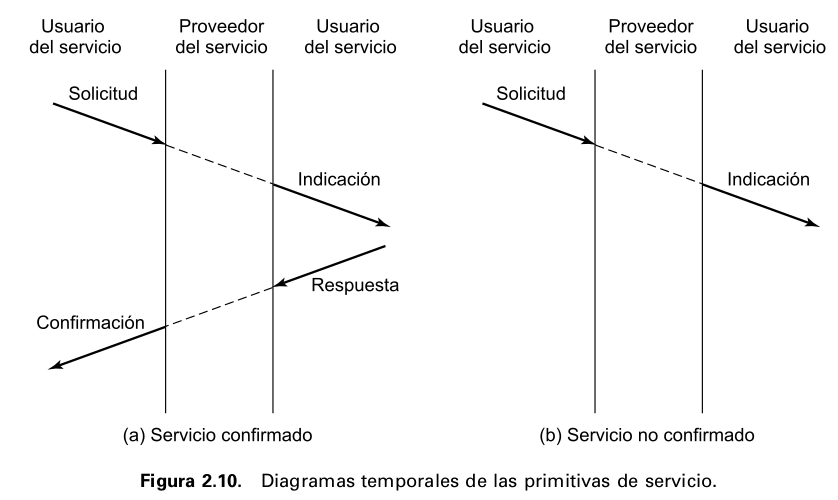 Usuario
del servicio
Proveedor
del servicio
Usuario
del servicio
Solicitud
Indicación
Respuesta
Confirmación
(a) Servicio confirmado
Usuario
del servicio
Proveedor
del servicio
Usuario
del servicio
Solicitud
Indicación
(b) Servicio no confirmado
Figura 2.10. Diagramas temporales de las primitivas de servicio.